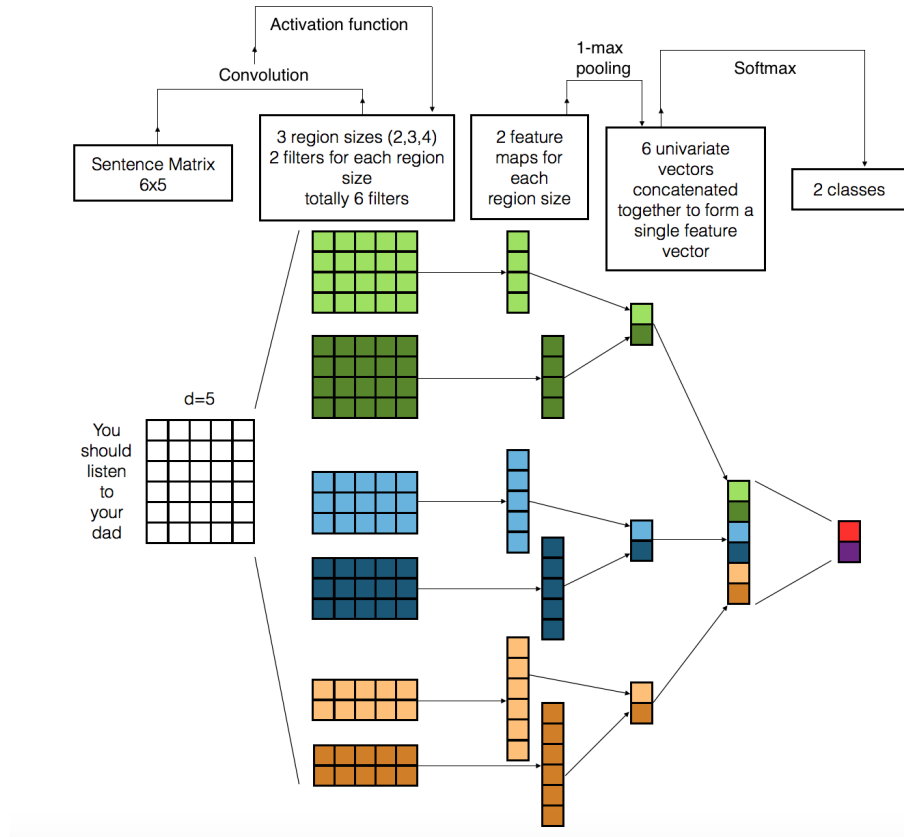 Activation function
Convolution
1-max
pooling
Softmax
Sentence Matrix
6x5
3 region sizes (2,3,4)
2 filters for each region
size
totally 6 filters
2 feature
maps for
each
region size
6 univariate
vectors
concatenated
together to form a
single feature
vector
2 classes
d=5
You
should
listen
to
your
dad